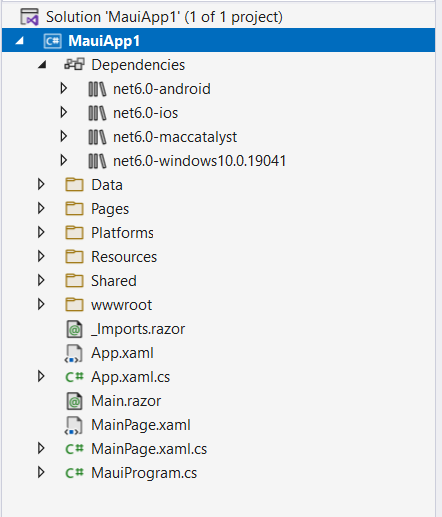 Solution 'MauiApp1' (1 of 1 project)
C# MauiApp1
Dependencies
net6.0-android
net6.0-ios
net6.0-maccatalyst
net6.0-windows10.0.19041
Data
Pages
Platforms
Resources
Shared
wwwroot
@ _Imports.razor
App.xaml
C# App.xaml.cs
@ Main.razor
MainPage.xaml
C# MainPage.xaml.cs
C# MauiProgram.cs